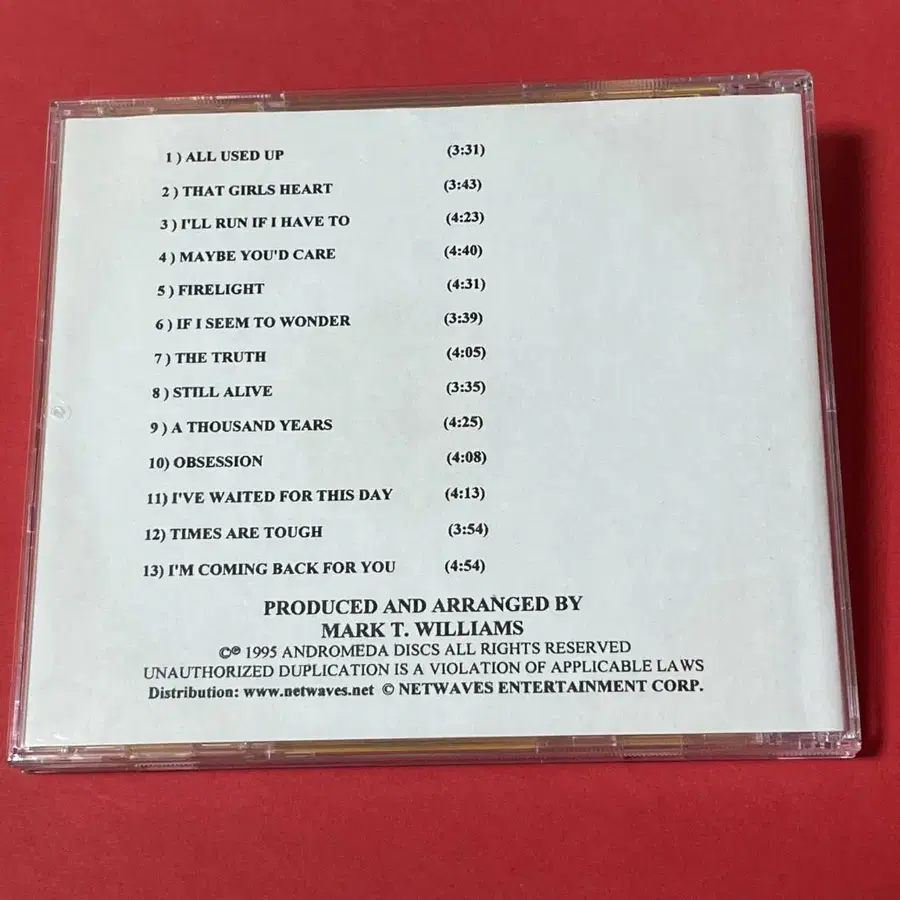 1 ) ALL USED UP (3:31)
2 ) THAT GIRLS HEART (3:43)
3 ) I'LL RUN IF I HAVE TO (4:23)
4 ) MAYBE YOU'D CARE (4:40)
5 ) FIRELIGHT (4:31)
6 ) IF I SEEM TO WONDER (3:39)
7 ) THE TRUTH (4:05)
8 ) STILL ALIVE (3:35)
9 ) A THOUSAND YEARS (4:25)
10) OBSESSION (4:08)
11) I'VE WAITED FOR THIS DAY (4:13)
12) TIMES ARE TOUGH (3:54)
13) I'M COMING BACK FOR YOU (4:54)
PRODUCED AND ARRANGED BY
MARK T. WILLIAMS
©℗ 1995 ANDROMEDA DISCS ALL RIGHTS RESERVED
UNAUTHORIZED DUPLICATION IS A VIOLATION OF APPLICABLE LAWS
Distribution: www.netwaves.net © NETWAVES ENTERTAINMENT CORP.